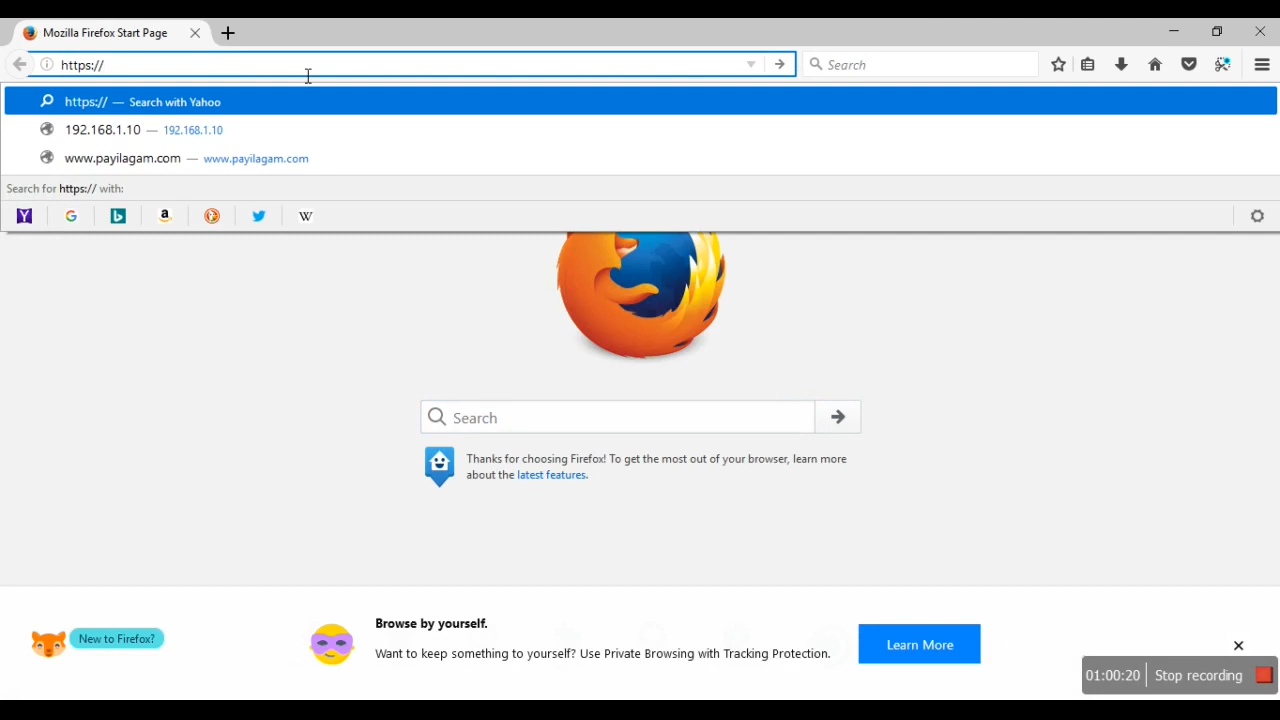 Mozilla Firefox Start Page
https://
Search
https:// — Search with Yahoo
192.168.1.10 — 192.168.1.10
www.payilagam.com — www.payilagam.com
Search for https:// with:
Y G b a W
Search
Thanks for choosing Firefox! To get the most out of your browser, learn more
about the latest features.
Browse by yourself.
New to Firefox?
Want to keep something to yourself? Use Private Browsing with Tracking Protection.
Learn More
01:00:20 Stop recording